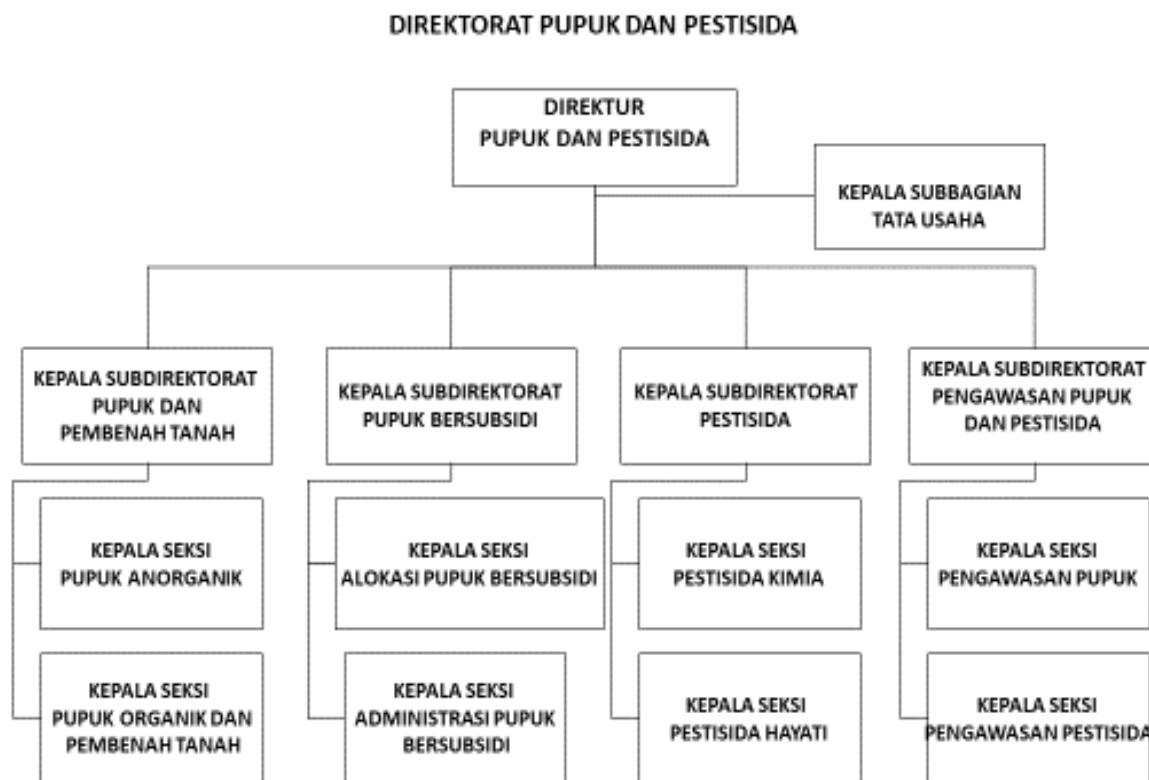 DIREKTORAT PUPUK DAN PESTISIDA
DIREKTUR
PUPUK DAN PESTISIDA
KEPALA SUBBAGIAN
TATA USAHA
KEPALA SUBDIREKTORAT
PUPUK DAN
PEMBENAH TANAH
KEPALA SUBDIREKTORAT
PUPUK BERSUBSIDI
KEPALA SUBDIREKTORAT
PESTISIDA
KEPALA SUBDIREKTORAT
PENGAWASAN PUPUK
DAN PESTISIDA
KEPALA SEKSI
PUPUK ANORGANIK
KEPALA SEKSI
ALOKASI PUPUK BERSUBSIDI
KEPALA SEKSI
PESTISIDA KIMIA
KEPALA SEKSI
PENGAWASAN PUPUK
KEPALA SEKSI
PUPUK ORGANIK DAN
PEMBENAH TANAH
KEPALA SEKSI
ADMINISTRASI PUPUK
BERSUBSIDI
KEPALA SEKSI
PESTISIDA HAYATI
KEPALA SEKSI
PENGAWASAN PESTISIDA